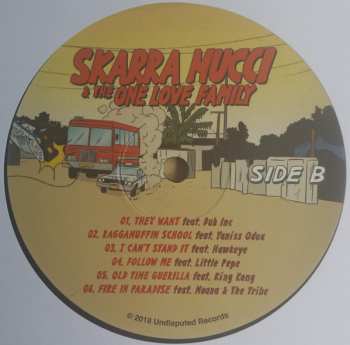 SKARRA MUCCI
& THE ONE LOVE FAMILY
SIDE B
01. THEY WANT feat. Dub Inc
02. RAGGAMUFFIN SCHOOL feat. Yaniss Odua
03. I CAN'T STAND IT feat. Hawkeye
04. FOLLOW ME feat. Little Pepe
05. OLD TIME GUERILLA feat. King Kong
06. FIRE IN PARADISE feat. Nuana & The Tribe
© 2018 Undisputed Records